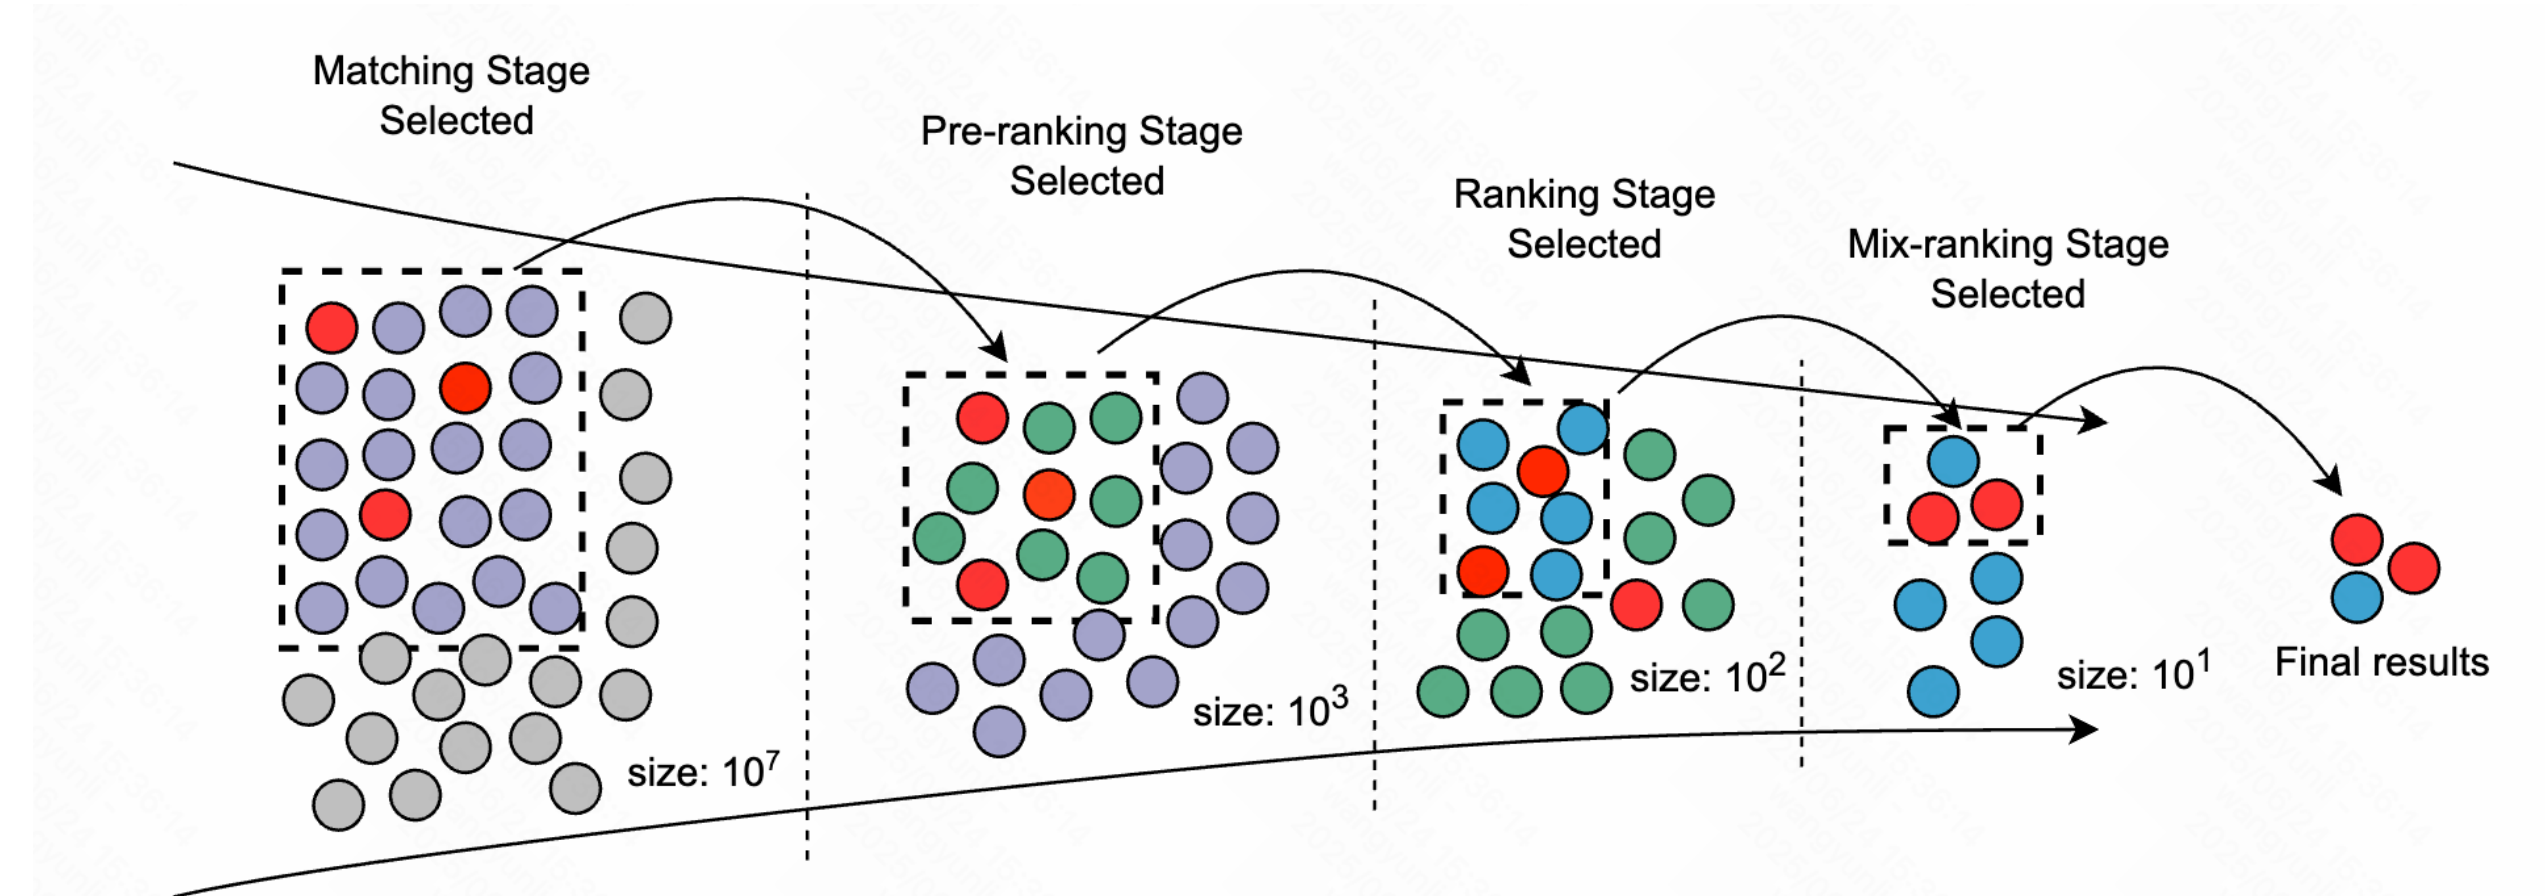 Matching Stage
Selected
Pre-ranking Stage
Selected
Ranking Stage
Selected
Mix-ranking Stage
Selected
size: 10⁷
size: 10³
size: 10²
size: 10¹
Final results